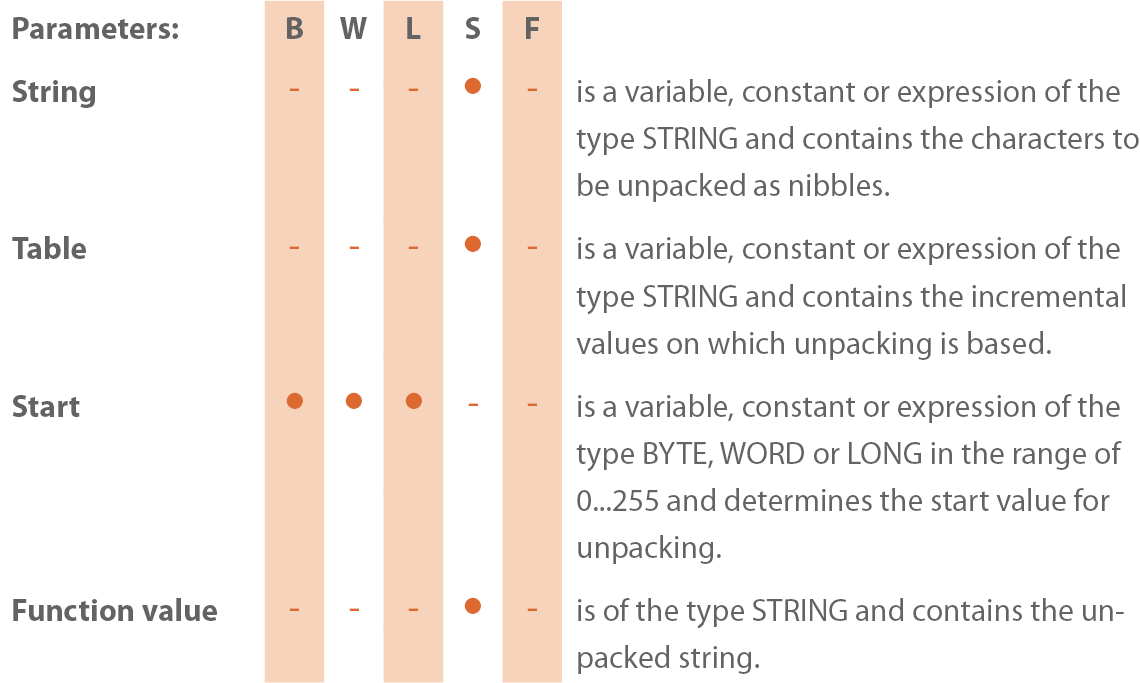 Parameters: B W L S F
String - - - ● - is a variable, constant or expression of the
type STRING and contains the characters to
be unpacked as nibbles.
Table - - - ● - is a variable, constant or expression of the
type STRING and contains the incremental
values on which unpacking is based.
Start ● ● ● - - is a variable, constant or expression of the
type BYTE, WORD or LONG in the range of
0...255 and determines the start value for
unpacking.
Function value - - - ● - is of the type STRING and contains the un-
packed string.